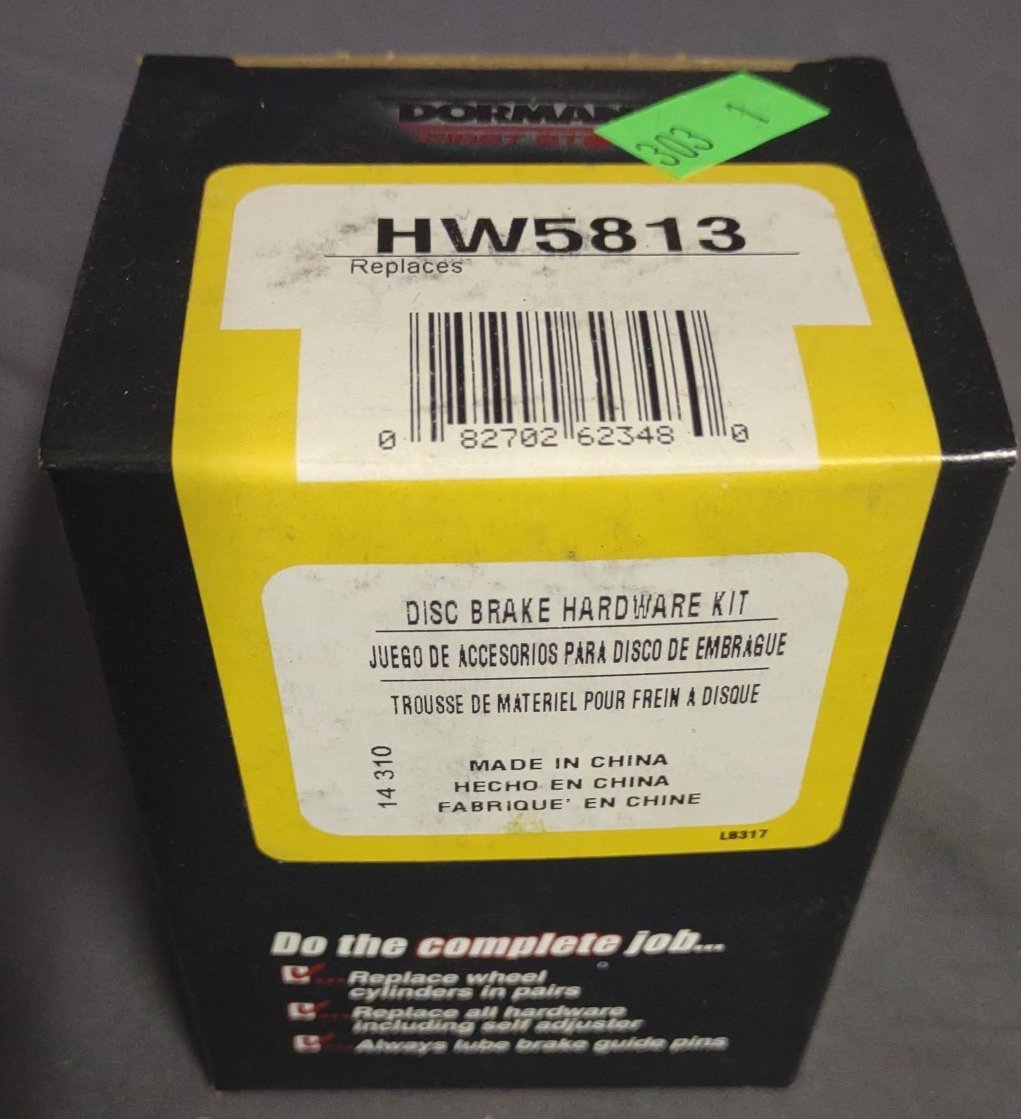 DORMAN
FIRST ST
303 1
HW5813
Replaces
0 82702 62348 0
DISC BRAKE HARDWARE KIT
JUEGO DE ACCESORIOS PARA DISCO DE EMBRAGUE
TROUSSE DE MATERIEL POUR FREIN A DISQUE
14 310
MADE IN CHINA
HECHO EN CHINA
FABRIQUE' EN CHINE
LB317
Do the complete job...
...Replace wheel
cylinders in pairs
...Replace all hardware
including self adjuster
...Always lube brake guide pins